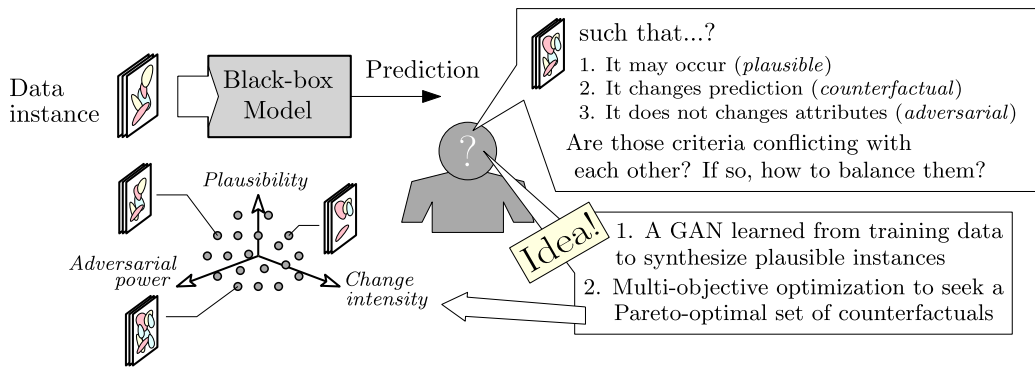 Data
instance
Black-box
Model
Prediction
such that...?
1. It may occur (plausible)
2. It changes prediction (counterfactual)
3. It does not changes attributes (adversarial)
Are those criteria conflicting with
each other? If so, how to balance them?
?
Idea!
1. A GAN learned from training data
to synthesize plausible instances
2. Multi-objective optimization to seek a
Pareto-optimal set of counterfactuals
Plausibility
Adversarial
power
Change
intensity